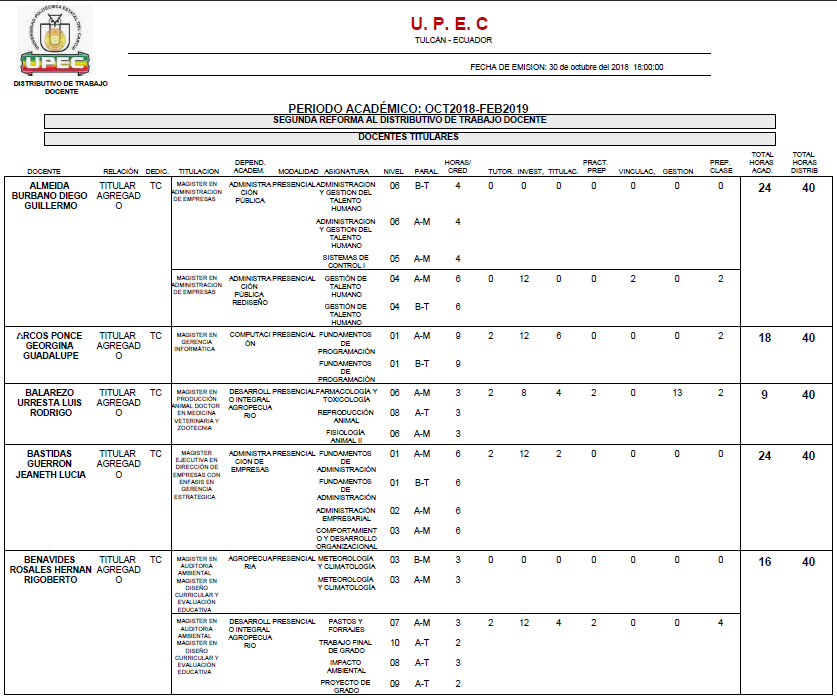 U. P. E. C
TULCÁN - ECUADOR
UNIVERSIDAD POLITÉCNICA ESTATAL DEL CARCHI
UPEC
DISTRIBUTIVO DE TRABAJO
DOCENTE
FECHA DE EMISION: 30 de octubre del 2018 18:00:00
PERIODO ACADÉMICO: OCT2018-FEB2019
SEGUNDA REFORMA AL DISTRIBUTIVO DE TRABAJO DOCENTE
DOCENTES TITULARES
DOCENTE RELACIÓN DEDIC. TITULACION DEPEND. ACADEM. MODALIDAD ASIGNATURA NIVEL PARAL. HORAS/ CRED TUTOR. INVEST, TITULAC. PRACT. PREP VINCULAC, GESTION PREP. CLASE TOTAL HORAS ACAD. TOTAL HORAS DISTRIB
ALMEIDA TITULAR TC MAGISTER EN ADMINISTRA PRESENCIAL ADMINISTRACION 06 B-T 4 0 0 0 0 0 0 0 24 40
BURBANO DIEGO AGREGAD ADMINISTRACION CIÓN Y GESTION DEL
GUILLERMO O DE EMPRESAS PÚBLICA TALENTO
HUMANO
ADMINISTRACION 06 A-M 4
Y GESTION DEL
TALENTO
HUMANO
SISTEMAS DE 05 A-M 4
CONTROL I
MAGISTER EN ADMINISTRA PRESENCIAL GESTIÓN DE 04 A-M 6 0 12 0 0 2 0 2
ADMINISTRACION CIÓN TALENTO
DE EMPRESAS PÚBLICA HUMANO
REDISEÑO
GESTIÓN DE 04 B-T 6
TALENTO
HUMANO
ARCOS PONCE TITULAR TC MAGISTER EN COMPUTACI PRESENCIAL FUNDAMENTOS 01 A-M 9 2 12 6 0 0 0 2 18 40
GEORGINA AGREGAD GERENCIA ÓN DE
GUADALUPE O INFORMÁTICA PROGRAMACIÓN
FUNDAMENTOS 01 B-T 9
DE
PROGRAMACIÓN
BALAREZO TITULAR TC MAGISTER EN DESARROLL PRESENCIAL FARMACOLOGÍA Y 06 A-M 3 2 8 4 2 0 13 2 9 40
URRESTA LUIS AGREGAD PRODUCCIÓN O INTEGRAL TOXICOLOGÍA
RODRIGO O ANIMAL DOCTOR AGROPECUA
EN MEDICINA RIO REPRODUCCIÓN 08 A-T 3
VETERINARIA Y ANIMAL
ZOOTECNIA
FISIOLOGÍA 06 A-M 3
ANIMAL II
BASTIDAS TITULAR TC MAGISTER ADMINISTRA PRESENCIAL FUNDAMENTOS 01 A-M 6 2 12 2 0 0 0 0 24 40
GUERRON AGREGAD EJECUTIVA EN CION DE DE
JEANETH LUCIA O DIRECCIÓN DE EMPRESAS ADMINISTRACIÓN
EMPRESAS CON
ENFASIS EN FUNDAMENTOS 01 B-T 6
GERENCIA DE
ESTRATEGICA ADMINISTRACIÓN
ADMINISTRACIÓN 02 A-M 6
EMPRESARIAL
COMPORTAMIENT 03 A-M 6
O Y DESARROLLO
ORGANIZACIONAL
BENAVIDES TITULAR TC MAGISTER EN AGROPECUA PRESENCIAL METEOROLOGÍA 03 B-M 3 0 0 0 0 0 0 0 16 40
ROSALES HERNAN AGREGAD AUDITORIA RIA Y CLIMATOLOGÍA
RIGOBERTO O AMBIENTAL
MAGISTER EN METEOROLOGÍA 03 A-M 3
DISEÑO Y CLIMATOLOGÍA
CURRICULAR Y
EVALUACIÓN
EDUCATIVA
MAGISTER EN DESARROLL PRESENCIAL PASTOS Y 07 A-M 3 2 12 4 2 0 0 4
AUDITORIA O INTEGRAL FORRAJES
AMBIENTAL AGROPECUA
MAGISTER EN RIO TRABAJO FINAL 10 A-T 2
DISEÑO DE GRADO
CURRICULAR Y
EVALUACIÓN IMPACTO 08 A-T 3
EDUCATIVA AMBIENTAL
PROYECTO DE 09 A-T 2
GRADO